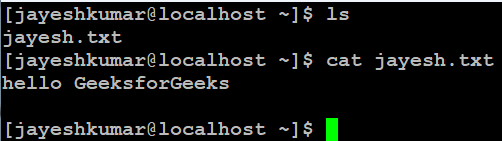 [jayeshkumar@localhost ~]$ ls
jayesh.txt
[jayeshkumar@localhost ~]$ cat jayesh.txt
hello GeeksforGeeks
[jayeshkumar@localhost ~]$